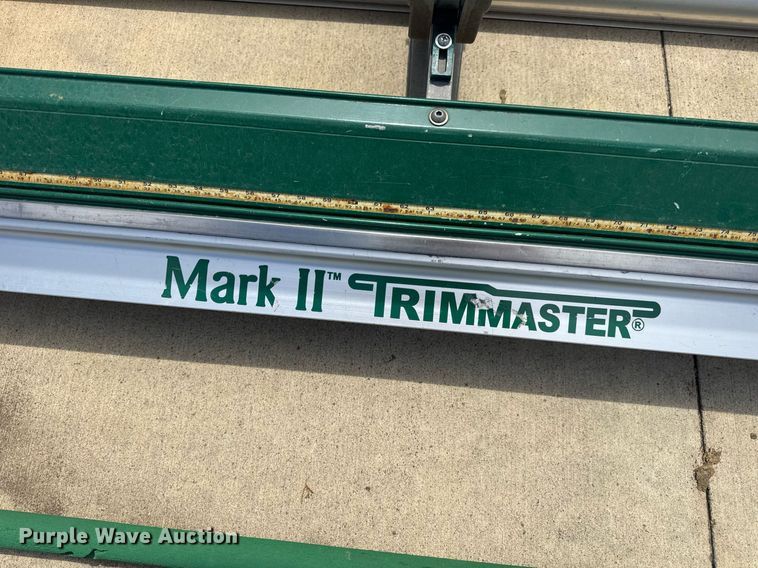 Mark II™ TRIMMASTER®
Purple Wave Auction